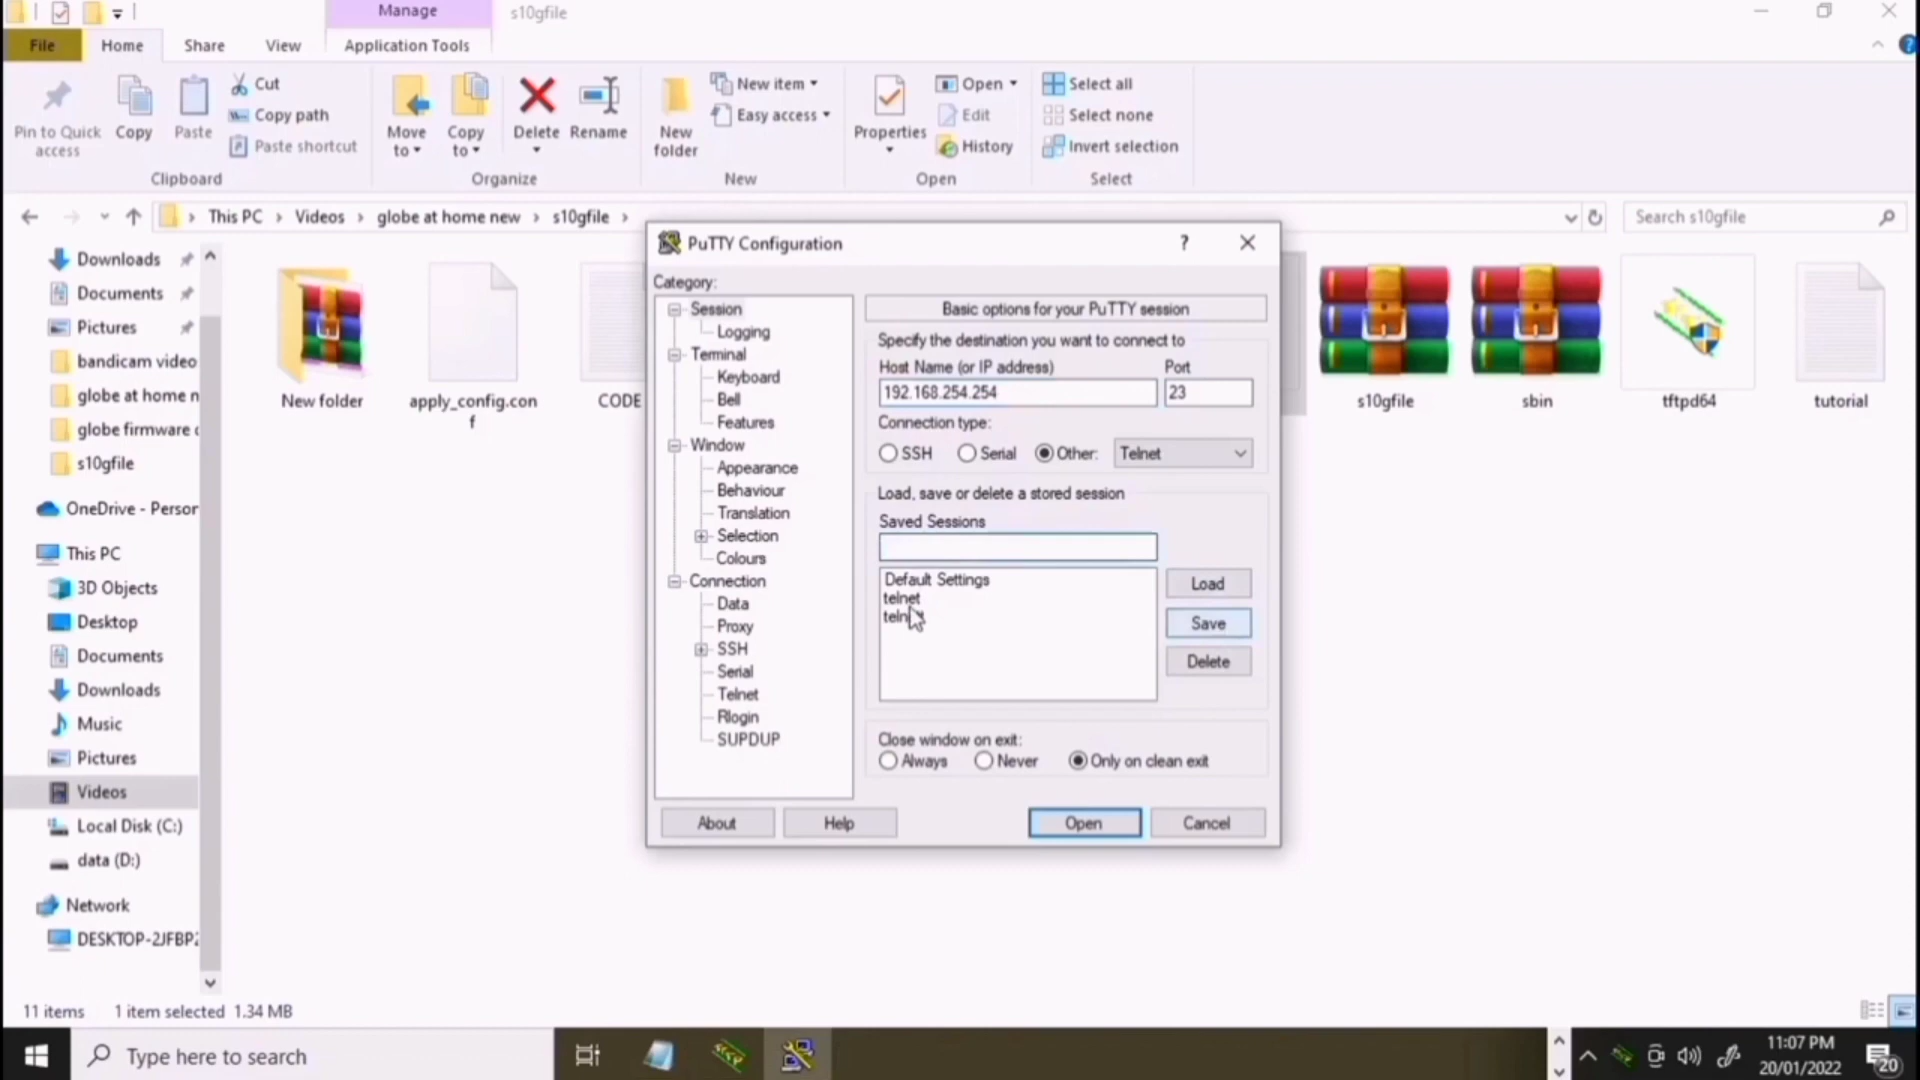 Manage
s10gfile
File
Home
Share
View
Application Tools
Pin to Quick access
Copy
Paste
Cut
Copy path
Paste shortcut
Clipboard
Move to
Copy to
Delete
Rename
Organize
New folder
New item
Easy access
New
Properties
Open
Edit
History
Open
Select all
Select none
Invert selection
Select
This PC > Videos > globe at home new > s10gfile >
Search s10gfile
Downloads
Documents
Pictures
bandicam video
globe at home n
globe firmware
s10gfile
OneDrive - Person
This PC
3D Objects
Desktop
Documents
Downloads
Music
Pictures
Videos
Local Disk (C:)
data (D:)
Network
DESKTOP-2JFBP
New folder
apply_config.con
f
CODE
s10gfile
sbin
tftpd64
tutorial
PuTTY Configuration
?
Category:
Session
Logging
Terminal
Keyboard
Bell
Features
Window
Appearance
Behaviour
Translation
Selection
Colours
Connection
Data
Proxy
SSH
Serial
Telnet
Rlogin
SUPDUP
Basic options for your PuTTY session
Specify the destination you want to connect to
Host Name (or IP address)
Port
192.168.254.254
23
Connection type:
SSH
Serial
Other:
Telnet
Load, save or delete a stored session
Saved Sessions
Default Settings
telnet
Load
Save
Delete
Close window on exit:
Always
Never
Only on clean exit
About
Help
Open
Cancel
11 items
1 item selected 1.34 MB
Type here to search
11:07 PM
20/01/2022
20